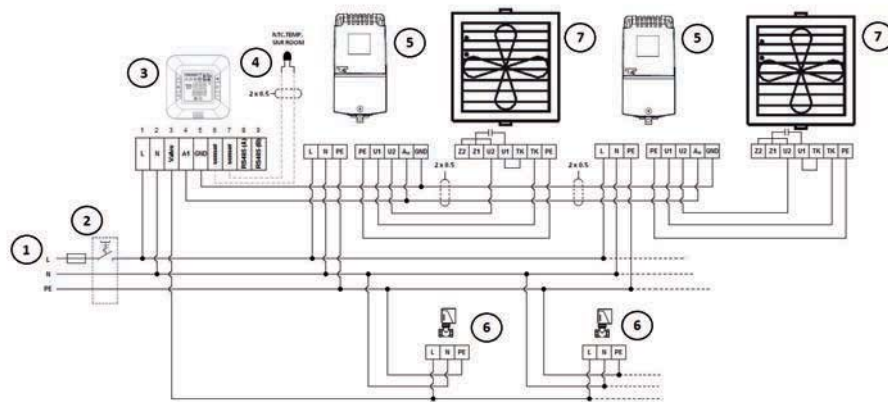 N.T.C. TEMP.
SNR ROOM
5
7
5
7
3
4
2 x 0.5
1 2 3 4 5 6 7 8 9
L N Valve A1 GND sensor sensor RS485 (A) RS485 (B)
L N PE
PE U1 U2 GND
Z2 Z1 U2 U1 TK TK PE
L N PE
PE U1 U2 GND
Z2 Z1 U2 U1 TK TK PE
2 x 0.5
2 x 0.5
2
1
L
N
PE
6
6
L N PE
L N PE